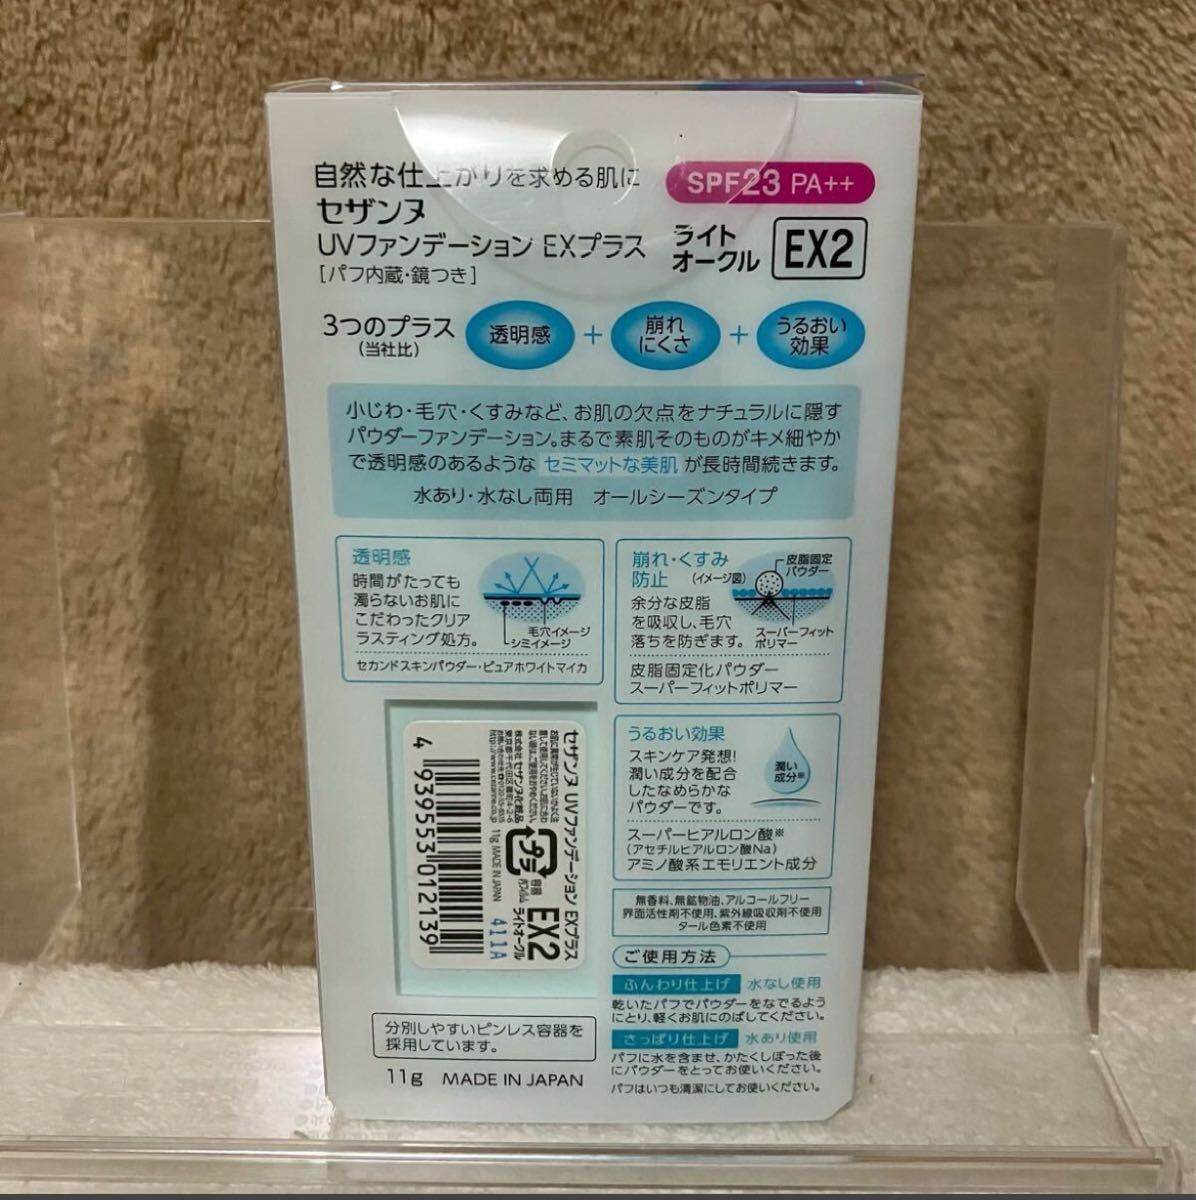 自然な仕上がりを求める肌に
SPF23 PA++
セザンヌ
UVファンデーション EXプラス
ライト
オークル
EX2
[パフ内蔵・鏡つき]
3つのプラス
(当社比)
透明感
+
崩れ
にくさ
+
うるおい
効果
小じわ・毛穴・くすみなど、お肌の欠点をナチュラルに隠す
パウダーファンデーション。まるで素肌そのものがキメ細やか
で透明感のあるような セミマットな美肌 が長時間続きます。
水あり・水なし両用 オールシーズンタイプ
透明感
時間がたっても
濁らないお肌に
こだわったクリア
ラスティング処方。
毛穴イメージ
シミイメージ
セカンドスキンパウダー・ピュアホワイトマイカ
崩れ・くすみ
防止
(イメージ図)
皮脂固定
パウダー
余分な皮脂
を吸収し、毛穴
落ちを防ぎます。
スーパーフィット
ポリマー
皮脂固定化パウダー
スーパーフィットポリマー
うるおい効果
スキンケア発想!
潤い成分を配合
したなめらかな
パウダーです。
潤い
成分※
スーパーヒアルロン酸※
(アセチルヒアルロン酸Na)
アミノ酸系エモリエント成分
無香料、無鉱物油、アルコールフリー
界面活性剤不使用、紫外線吸収剤不使用
タール色素不使用
セザンヌ UVファンデーション EXプラス
EX2
ライトオークル
プラ
容器
株式会社 セザンヌ化粧品
http://www.cezanne.co.jp
11g MADE IN JAPAN
411A
4 939553 012139
ご使用方法
ふんわり仕上げ 水なし使用
乾いたパフでパウダーをなでるよう
にとり、軽くお肌にのばしてください。
さっぱり仕上げ 水あり使用
パフに水を含ませ、かたくしぼった後
にパウダーをとってお使いください。
パフはいつも清潔にしてお使いください。
分別しやすいピンレス容器を
採用しています。
11g MADE IN JAPAN